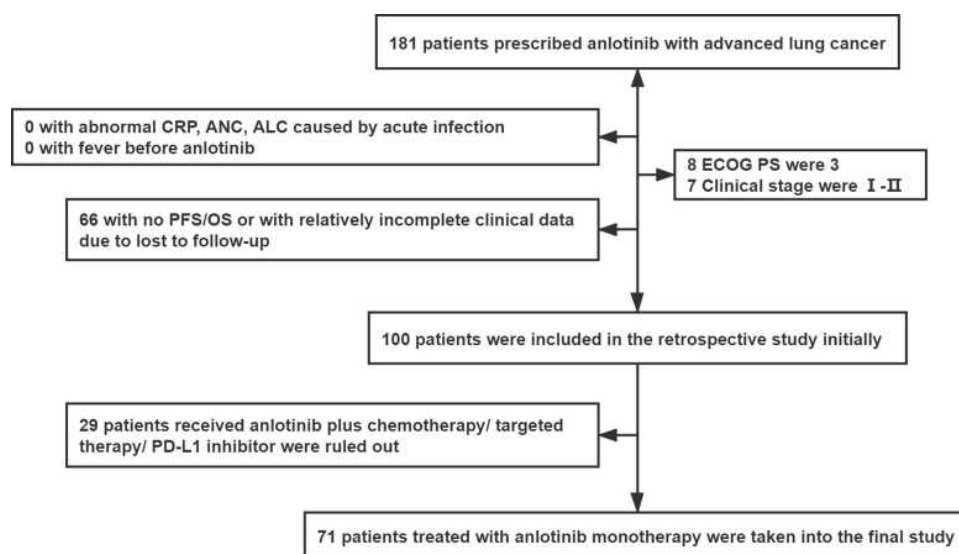 181 patients prescribed anlotinib with advanced lung cancer
0 with abnormal CRP, ANC, ALC caused by acute infection
0 with fever before anlotinib
8 ECOG PS were 3
7 Clinical stage were Ⅰ-Ⅱ
66 with no PFS/OS or with relatively incomplete clinical data
due to lost to follow-up
100 patients were included in the retrospective study initially
29 patients received anlotinib plus chemotherapy/ targeted
therapy/ PD-L1 inhibitor were ruled out
71 patients treated with anlotinib monotherapy were taken into the final study